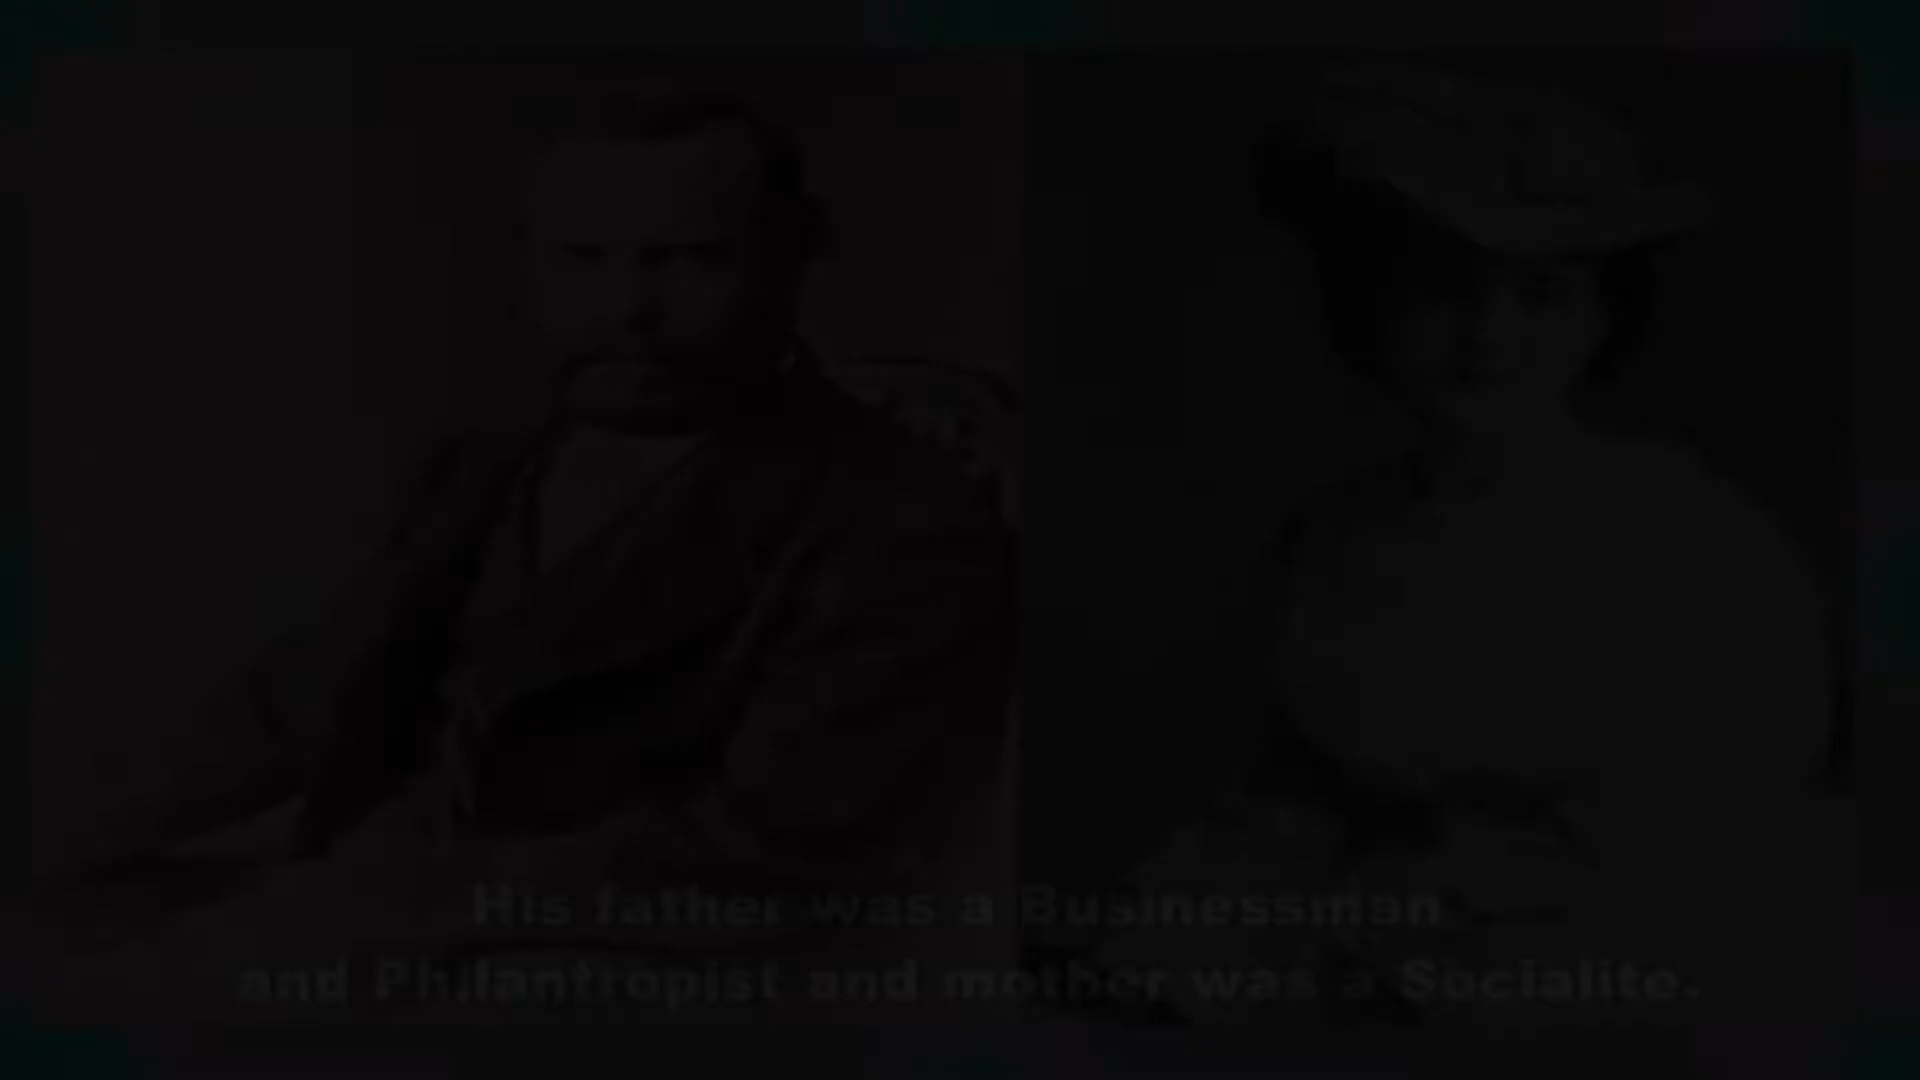 His father was a Businessman
and Philantropist and mother was a Socialite.